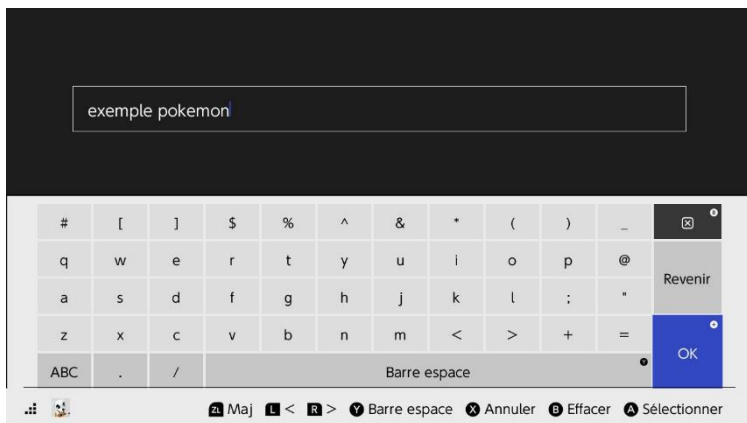 exemple pokemon
# [ ] $ % ^ & * ( ) _
q w e r t y u i o p @
Revenir
a s d f g h j k l ; "
z x c v b n m < > + =
OK
ABC . / Barre espace
ZL Maj L < R > Y Barre espace X Annuler B Effacer A Sélectionner